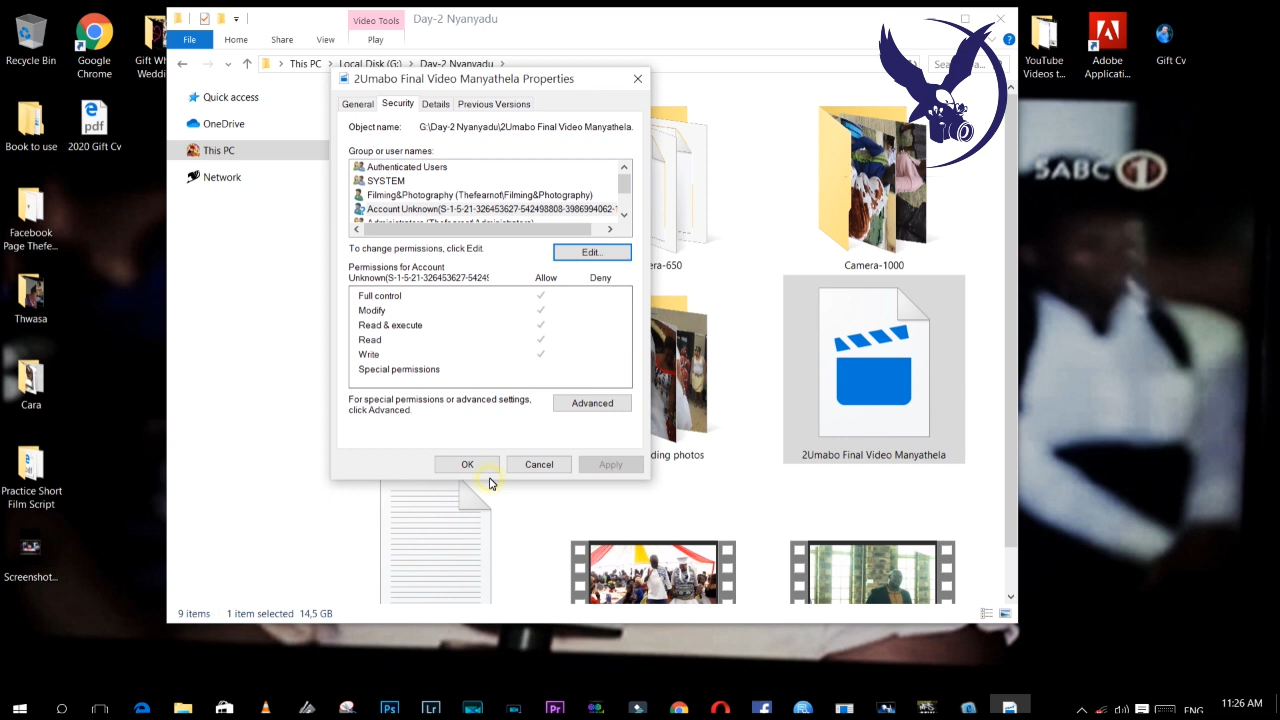 Recycle Bin
Google
Chrome
Gift Wh
Weddi
Book to use
pdf
2020 Gift Cv
Facebook
Page Thefe...
Thwasa
Cara
Practice Short
Film Script
Screenshot...
Video Tools
Day-2 Nyanyadu
File
Home
Share
View
Play
This PC
Local Disk (G:)
Day-2 Nyanyadu
Sea
Quick access
OneDrive
This PC
Network
2Umabo Final Video Manyathela Properties
General
Security
Details
Previous Versions
Object name:
G:\Day-2 Nyanyadu\2Umabo Final Video Manyathela.
Group or user names:
Authenticated Users
SYSTEM
Filming&Photography (Thefearnot\Filming&Photography)
Account Unknown(S-1-5-21-326453627-542498808-3986994062-1
To change permissions, click Edit.
Edit...
Permissions for Account
Unknown(S-1-5-21-326453627-5424
Allow
Deny
Full control
Modify
Read & execute
Read
Write
Special permissions
For special permissions or advanced settings,
click Advanced.
Advanced
OK
Cancel
Apply
era-650
Camera-1000
ding photos
2Umabo Final Video Manyathela
9 items
1 item selected 14,5 GB
YouTube
Videos t...
Adobe
Applicati...
Gift Cv
SABC 1
Ps
Lr
Pr
ENG
11:26 AM